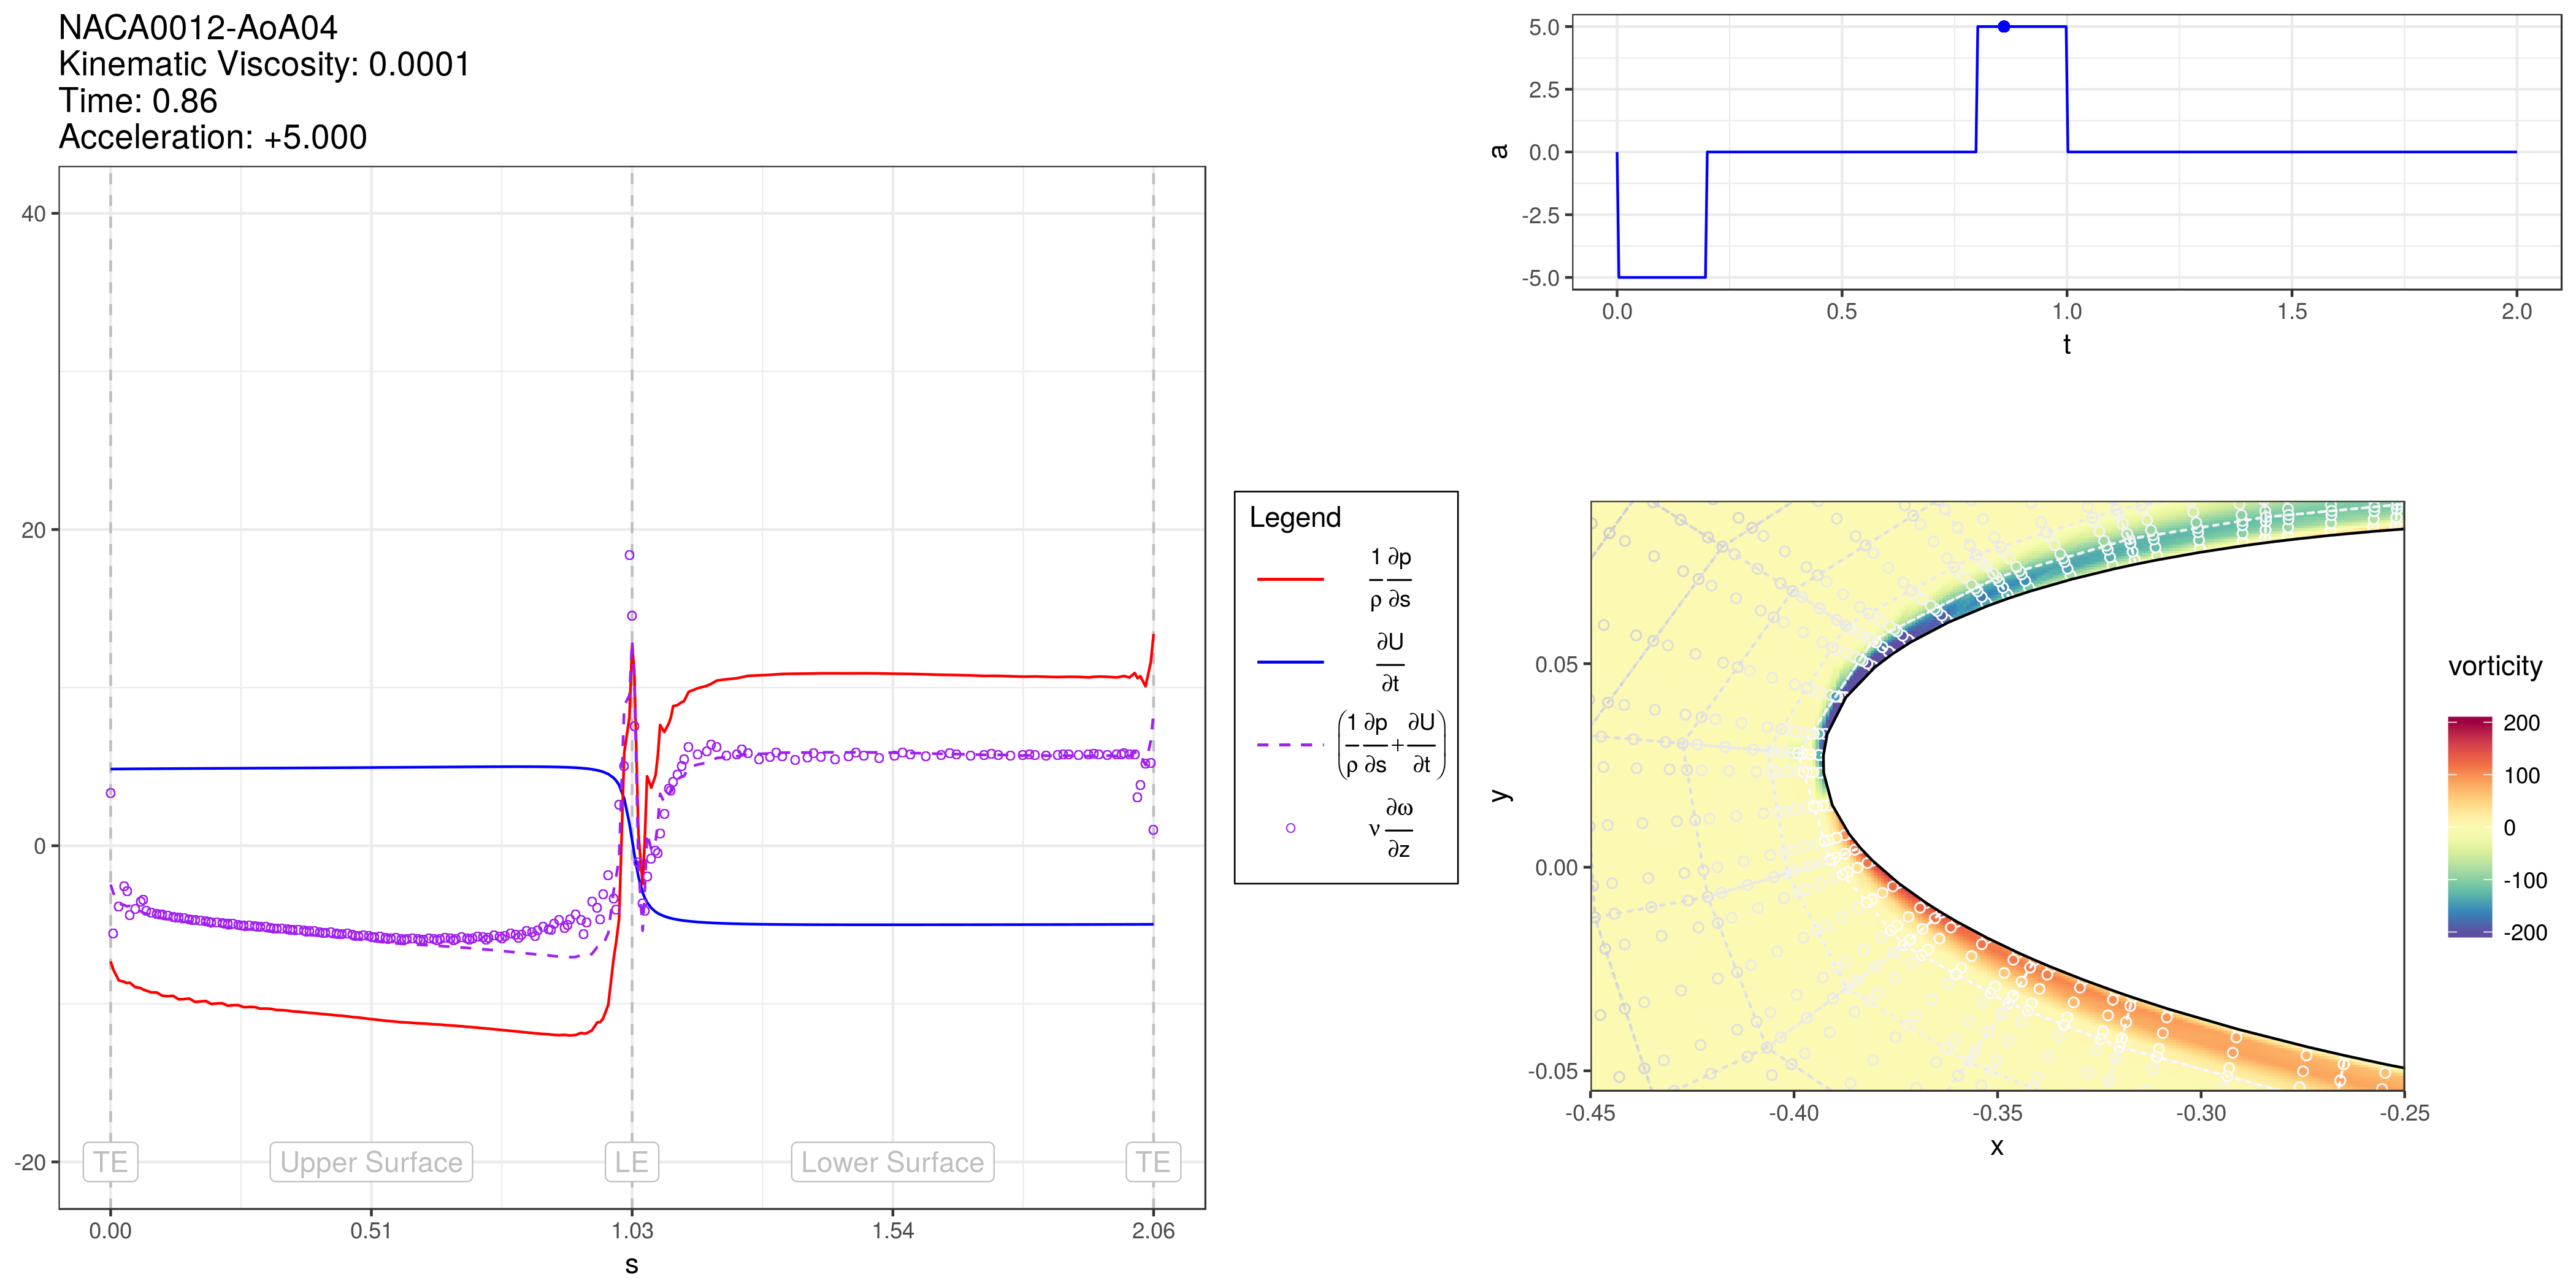 NACA0012-AoA04
Kinematic Viscosity: 0.0001
Time: 0.86
Acceleration: +5.000
40
20
0
-20
TE
Upper Surface
LE
Lower Surface
TE
0.00
0.51
1.03
1.54
2.06
s
Legend
1 ∂p
ρ ∂s
∂U
∂t
(1 ∂p + ∂U)
(ρ ∂s ∂t)
ν ∂ω
∂z
5.0
2.5
0.0
-2.5
-5.0
a
0.0
0.5
1.0
1.5
2.0
t
0.05
0.00
-0.05
y
-0.45
-0.40
-0.35
-0.30
-0.25
x
vorticity
200
100
0
-100
-200